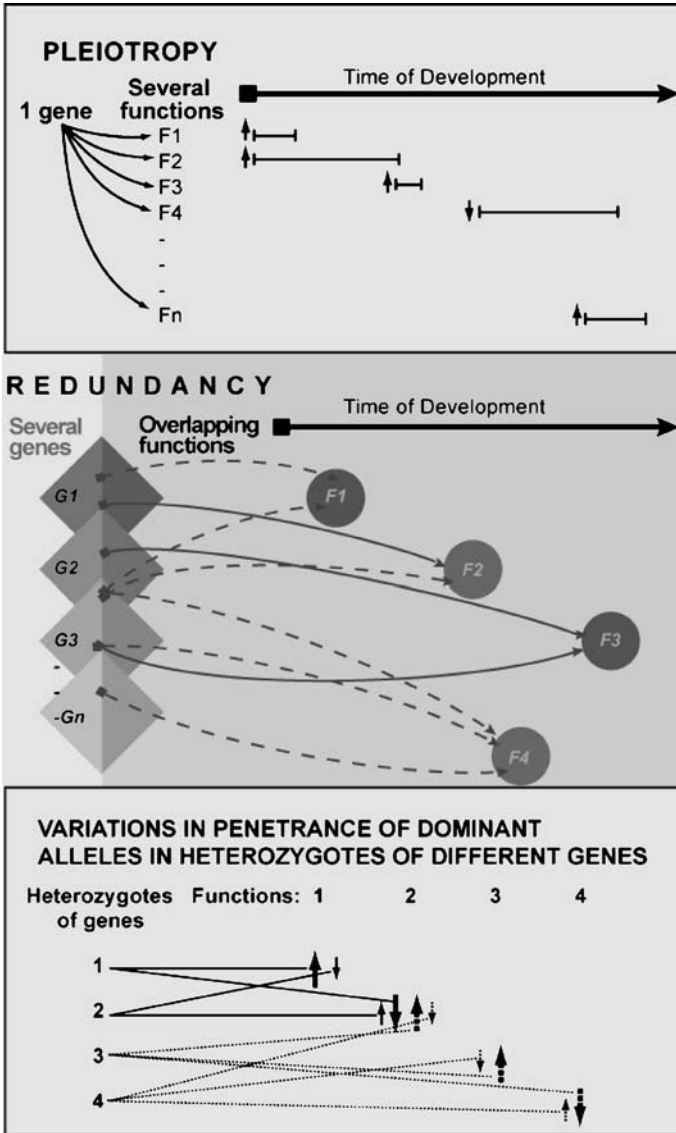 PLEIOTROPY
Time of Development
Several
functions
1 gene
F1
F2
F3
F4
-
-
-
Fn
REDUNDANCY
Time of Development
Several
genes
Overlapping
functions
G1
F1
G2
F2
G3
F3
-
-
-Gn
F4
VARIATIONS IN PENETRANCE OF DOMINANT
ALLELES IN HETEROZYGOTES OF DIFFERENT GENES
Heterozygotes Functions: 1 2 3 4
of genes
1
2
3
4